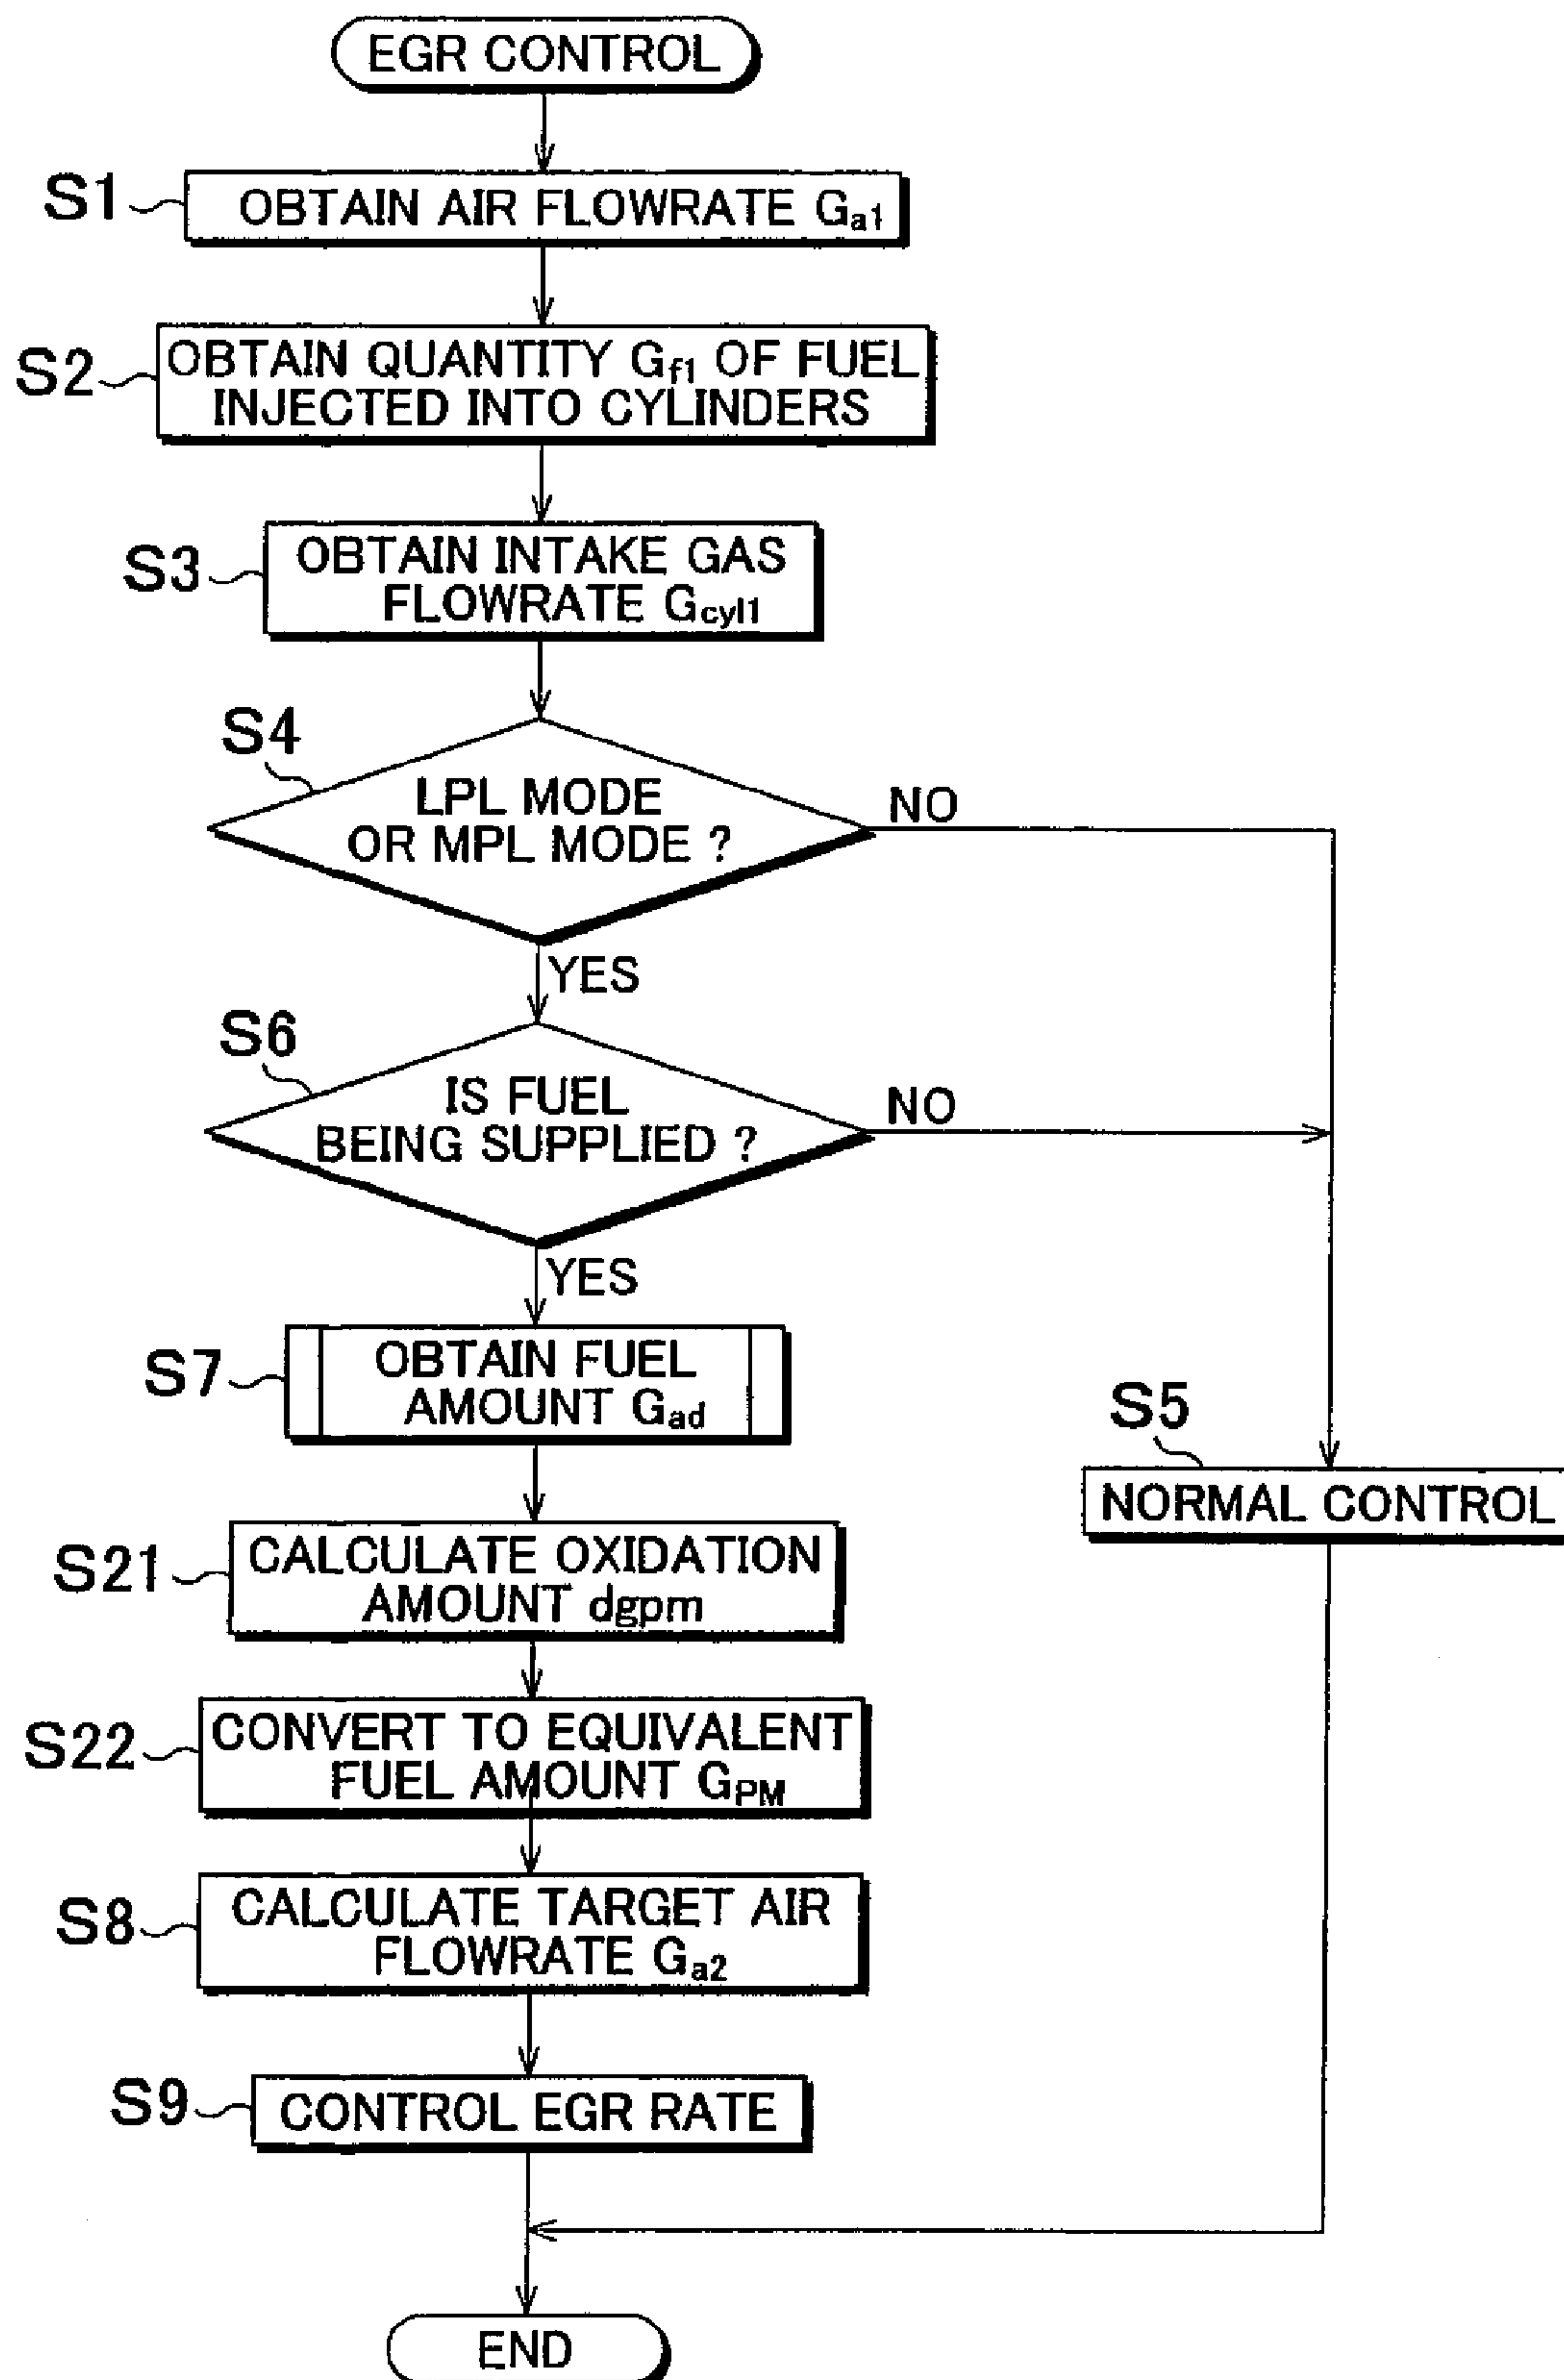 EGR CONTROL
S1
OBTAIN AIR FLOWRATE Ga1
S2
OBTAIN QUANTITY Gf1 OF FUEL
INJECTED INTO CYLINDERS
S3
OBTAIN INTAKE GAS
FLOWRATE Gcyl1
S4
LPL MODE
OR MPL MODE ?
NO
YES
S6
IS FUEL
BEING SUPPLIED ?
NO
YES
S7
OBTAIN FUEL
AMOUNT Gad
S5
NORMAL CONTROL
S21
CALCULATE OXIDATION
AMOUNT dgpm
S22
CONVERT TO EQUIVALENT
FUEL AMOUNT GPM
S8
CALCULATE TARGET AIR
FLOWRATE Ga2
S9
CONTROL EGR RATE
END